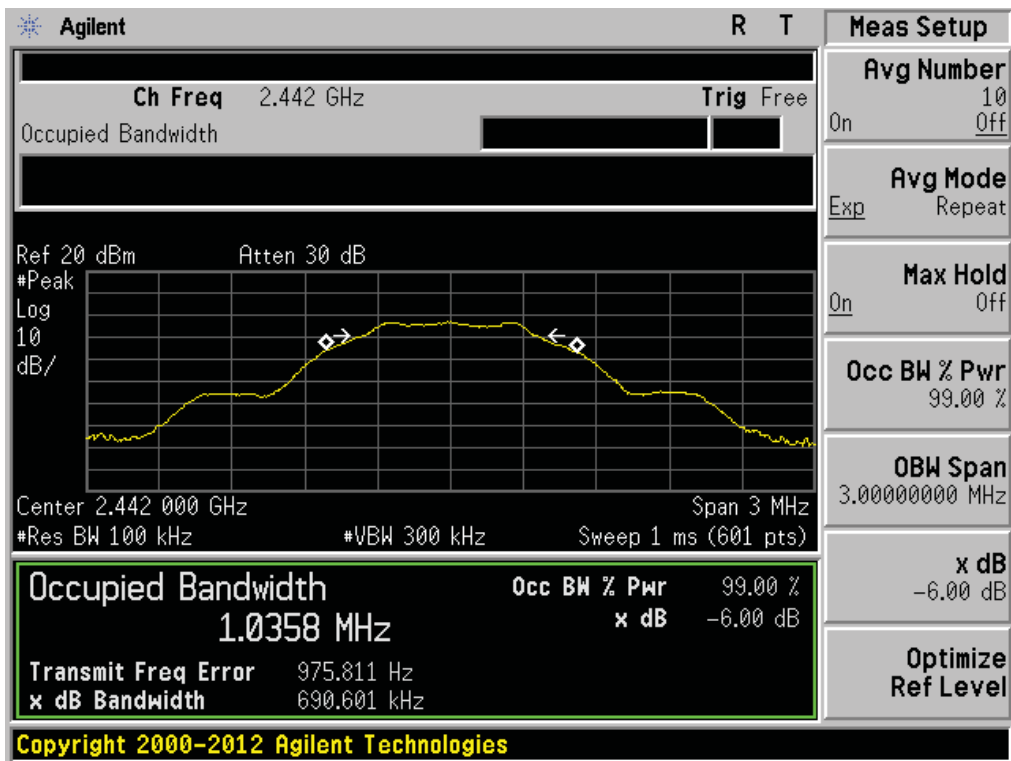 Agilent R T
Ch Freq 2.442 GHz Trig Free
Occupied Bandwidth
Ref 20 dBm Atten 30 dB
#Peak
Log
10
dB/
Center 2.442 000 GHz Span 3 MHz
#Res BW 100 kHz #VBW 300 kHz Sweep 1 ms (601 pts)
Occupied Bandwidth Occ BW % Pwr 99.00 %
1.0358 MHz x dB -6.00 dB
Transmit Freq Error 975.811 Hz
x dB Bandwidth 690.601 kHz
Copyright 2000-2012 Agilent Technologies
Meas Setup
Avg Number
10
On Off
Avg Mode
Exp Repeat
Max Hold
On Off
Occ BW % Pwr
99.00 %
OBW Span
3.00000000 MHz
x dB
-6.00 dB
Optimize
Ref Level